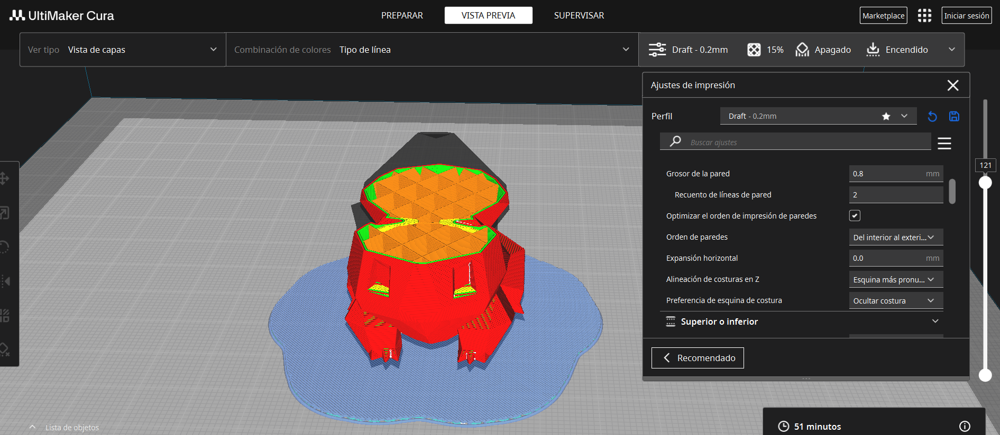 UltiMaker Cura
PREPARAR
VISTA PREVIA
SUPERVISAR
Marketplace
Iniciar sesión
Ver tipo Vista de capas
Combinación de colores Tipo de línea
Draft - 0.2mm
15%
Apagado
Encendido
Ajustes de impresión
Perfil
Draft - 0.2mm
Buscar ajustes
Grosor de la pared
0.8 mm
Recuento de líneas de pared
2
Optimizar el orden de impresión de paredes
Orden de paredes
Del interior al exteri...
Expansión horizontal
0.0 mm
Alineación de costuras en Z
Esquina más pronu...
Preferencia de esquina de costura
Ocultar costura
Superior o inferior
Recomendado
121
51 minutos
Lista de objetos